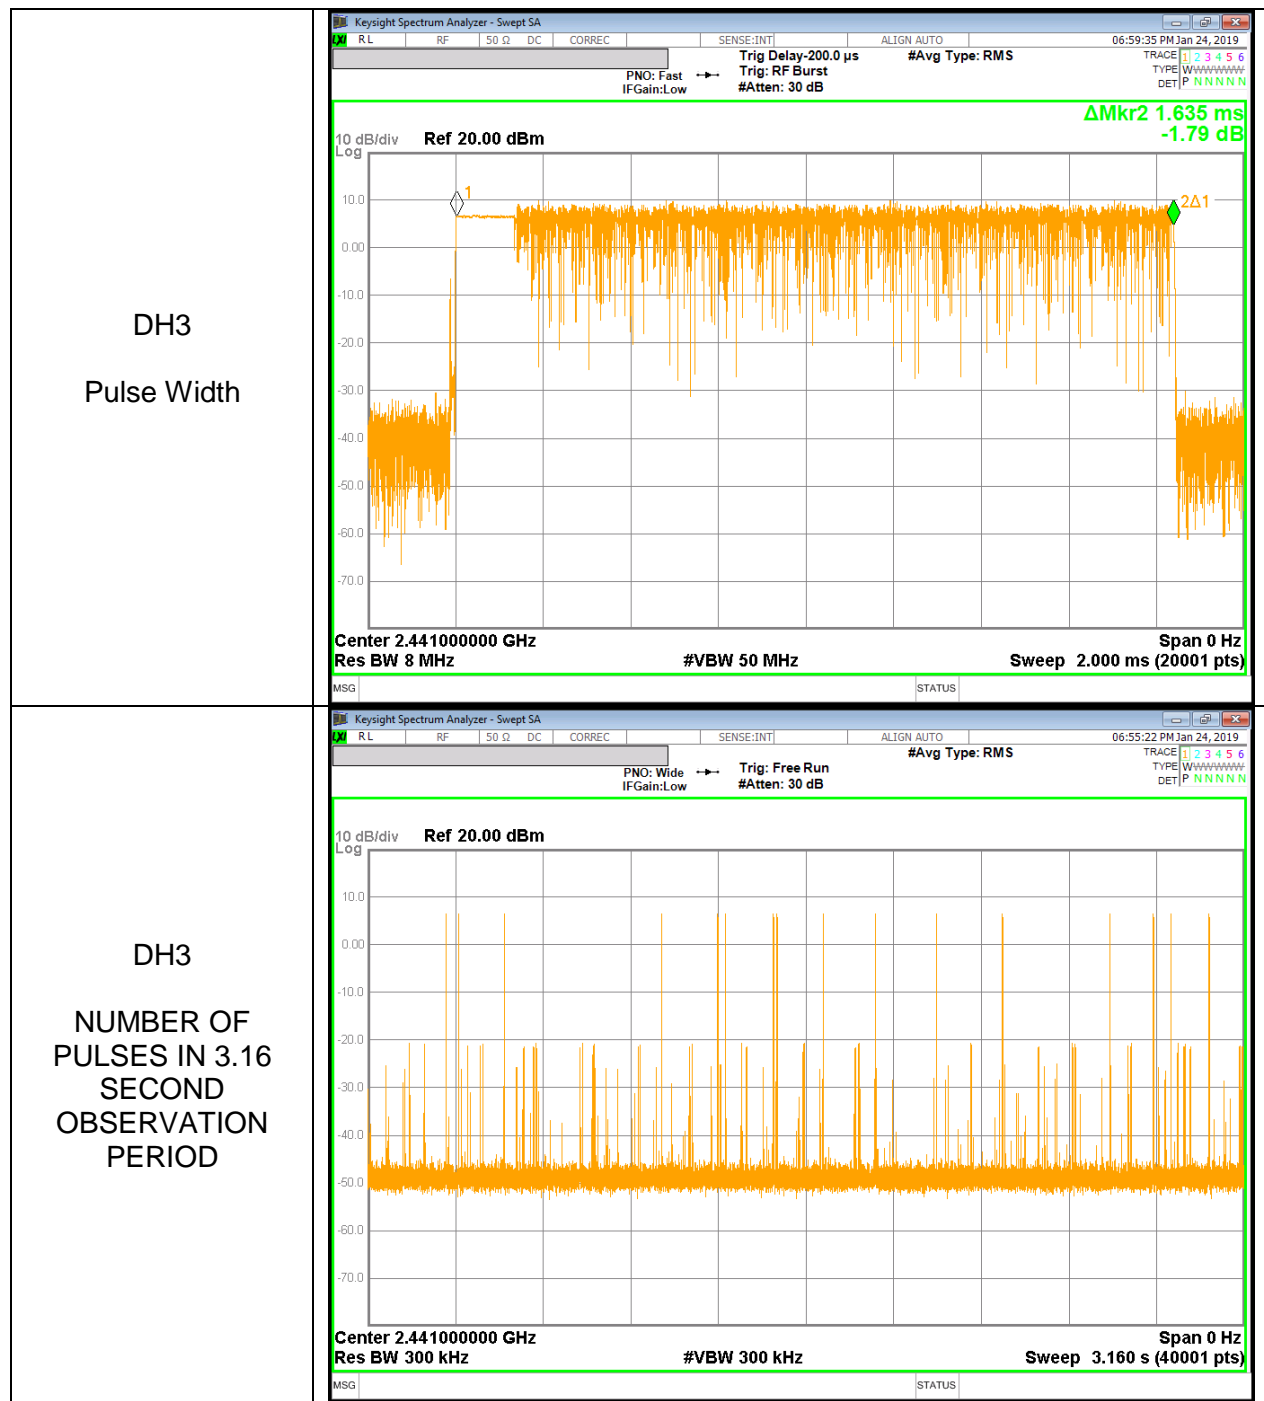 DH3
Pulse Width
Keysight Spectrum Analyzer - Swept SA
LXI RL RF 50 Ω DC CORREC SENSE:INT ALIGN AUTO 06:59:35 PM Jan 24, 2019
Trig Delay-200.0 µs #Avg Type: RMS TRACE 1 2 3 4 5 6
PNO: Fast Trig: RF Burst TYPE WWWWWWW
IFGain:Low #Atten: 30 dB DET P N N N N N
ΔMkr2 1.635 ms
-1.79 dB
10 dB/div Ref 20.00 dBm
Log
1
2Δ1
10.0
0.00
-10.0
-20.0
-30.0
-40.0
-50.0
-60.0
-70.0
Center 2.441000000 GHz Span 0 Hz
Res BW 8 MHz #VBW 50 MHz Sweep 2.000 ms (20001 pts)
MSG STATUS
DH3
NUMBER OF
PULSES IN 3.16
SECOND
OBSERVATION
PERIOD
Keysight Spectrum Analyzer - Swept SA
LXI RL RF 50 Ω DC CORREC SENSE:INT ALIGN AUTO 06:55:22 PM Jan 24, 2019
#Avg Type: RMS TRACE 1 2 3 4 5 6
PNO: Wide Trig: Free Run TYPE WWWWWWW
IFGain:Low #Atten: 30 dB DET P N N N N N
10 dB/div Ref 20.00 dBm
Log
10.0
0.00
-10.0
-20.0
-30.0
-40.0
-50.0
-60.0
-70.0
Center 2.441000000 GHz Span 0 Hz
Res BW 300 kHz #VBW 300 kHz Sweep 3.160 s (40001 pts)
MSG STATUS